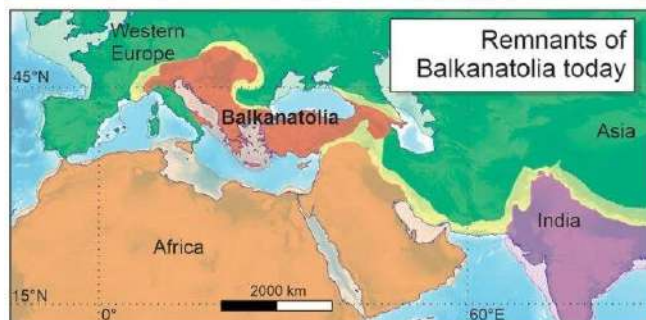 Western
Europe
Remnants of
Balkanatolia today
45°N
Balkanatolia
Asia
India
Africa
2000 km
15°N
0°
60°E